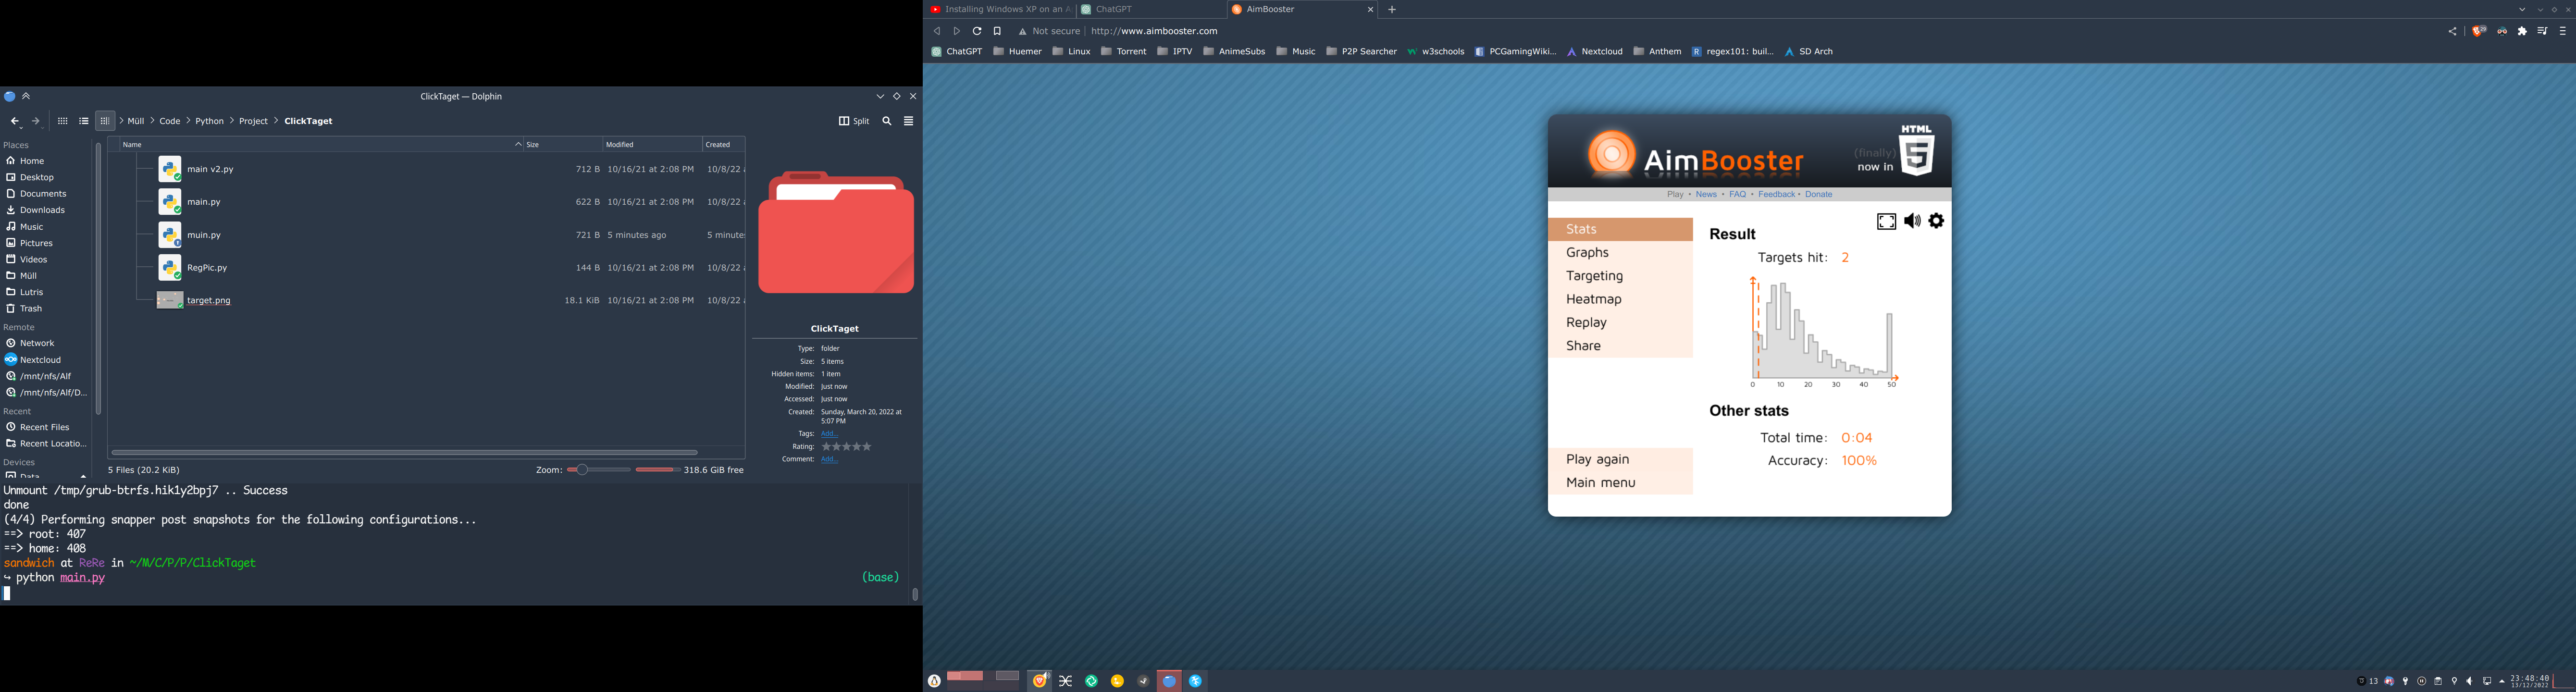 ClickTaget — Dolphin
Müll > Code > Python > Project > ClickTaget
Split
Places
Home
Desktop
Documents
Downloads
Music
Pictures
Videos
Müll
Lutris
Trash
Remote
Network
Nextcloud
/mnt/nfs/Alf
/mnt/nfs/Alf/D...
Recent
Recent Files
Recent Locatio...
Devices
Data
Name Size Modified Created
main v2.py 712 B 10/16/21 at 2:08 PM 10/8/22
main.py 622 B 10/16/21 at 2:08 PM 10/8/22
muin.py 721 B 5 minutes ago 5 minute
RegPic.py 144 B 10/16/21 at 2:08 PM 10/8/22
target.png 18.1 KiB 10/16/21 at 2:08 PM 10/8/22
5 Files (20.2 KiB) Zoom: 318.6 GiB free
ClickTaget
Type: folder
Size: 5 items
Hidden items: 1 item
Modified: Just now
Accessed: Just now
Created: Sunday, March 20, 2022 at
5:07 PM
Tags: Add...
Rating:
Comment: Add...
Unmount /tmp/grub-btrfs.hik1y2bpj7 .. Success
done
(4/4) Performing snapper post snapshots for the following configurations...
==> root: 407
==> home: 408
sandwich at ReRe in ~/M/C/P/P/ClickTaget
↪ python main.py (base)
Installing Windows XP on an A
ChatGPT
AimBooster
Not secure | http://www.aimbooster.com
29
ChatGPT Huemer Linux Torrent IPTV AnimeSubs Music P2P Searcher w3schools PCGamingWiki... Nextcloud Anthem regex101: buil... SD Arch
AimBooster
(finally)
now in
HTML
5
Play • News • FAQ • Feedback • Donate
Stats
Graphs
Targeting
Heatmap
Replay
Share
Play again
Main menu
Result
Targets hit: 2
0 10 20 30 40 50
Other stats
Total time: 0:04
Accuracy: 100%
13
23:48:40
13/12/2022